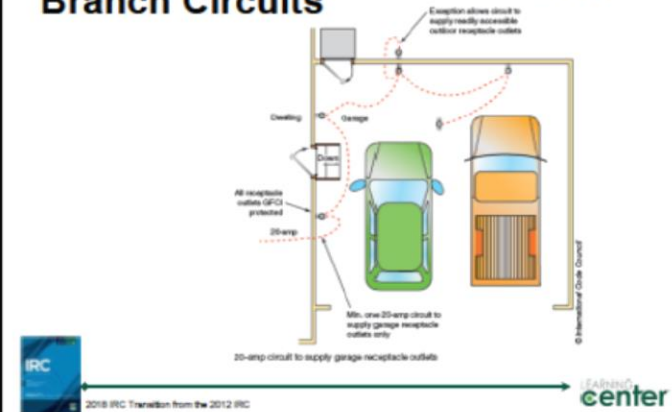 Branch Circuits
Exception allows circuit to
supply readily accessible
outdoor receptacle outlets
Dwelling
Garage
Down
All receptacle
outlets GFCI
protected
20-amp
Min. one 20-amp circuit to
supply garage receptacle
outlets only
© International Code Council
20-amp circuit to supply garage receptacle outlets
IRC
2018 IRC Transition from the 2012 IRC
LEARNING
center